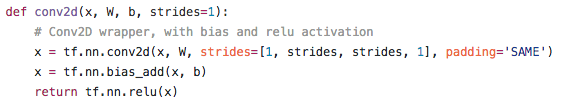 def conv2d(x, W, b, strides=1):
    # Conv2D wrapper, with bias and relu activation
    x = tf.nn.conv2d(x, W, strides=[1, strides, strides, 1], padding='SAME')
    x = tf.nn.bias_add(x, b)
    return tf.nn.relu(x)